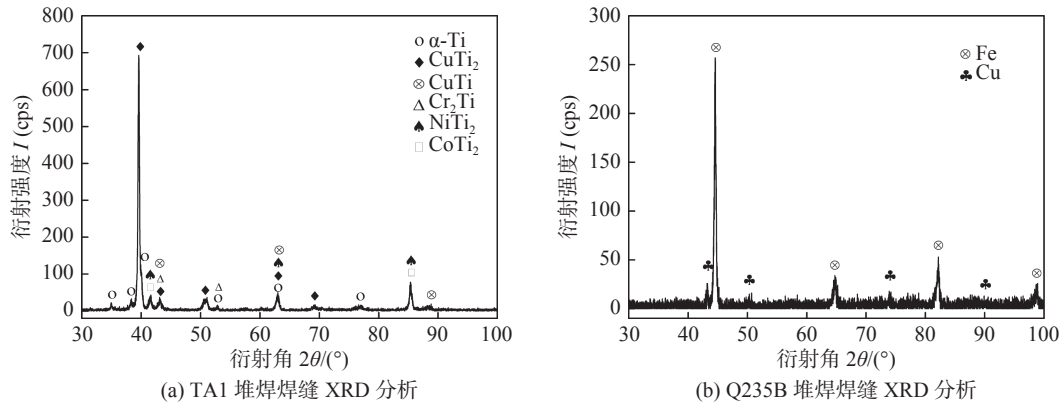 800
700
600
500
400
300
200
100
0
衍射强度 I (cps)
α-Ti
CuTi₂
CuTi
Cr₂Ti
NiTi₂
CoTi₂
30 40 50 60 70 80 90 100
衍射角 2θ/(°)
(a) TA1 堆焊焊缝 XRD 分析
300
250
200
150
100
50
0
衍射强度 I (cps)
Fe
Cu
30 40 50 60 70 80 90 100
衍射角 2θ/(°)
(b) Q235B 堆焊焊缝 XRD 分析